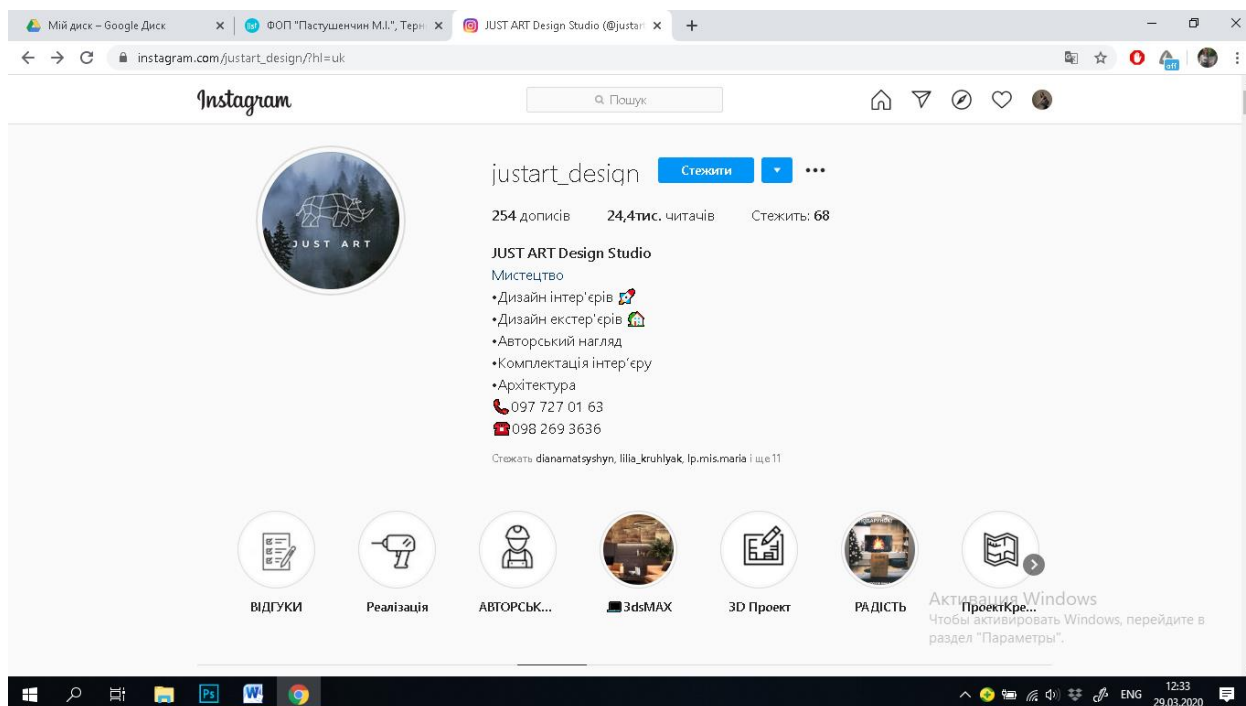 Мій диск – Google Диск
ФОП "Пастушенчин М.І.", Терн
JUST ART Design Studio (@justart
instagram.com/justart_design/?hl=uk
off
Instagram
Пошук
justart_design
Стежити
254 дописів 24,4тис. читачів Стежить: 68
JUST ART
JUST ART Design Studio
Мистецтво
•Дизайн інтер'єрів
•Дизайн екстер'єрів
•Авторський нагляд
•Комплектація інтер'єру
•Архітектура
097 727 01 63
098 269 3636
Стежать dianamatsyshyn, lilia_kruhlyak, lp.mis.maria і ще 11
ВІДГУКИ Реалізація АВТОРСЬК... 3dsMAX 3D Проект РАДІСТЬ ПроектКре...
Активация Windows
Чтобы активировать Windows, перейдите в
раздел "Параметры".
Ps
W
ENG
12:33
29.03.2020